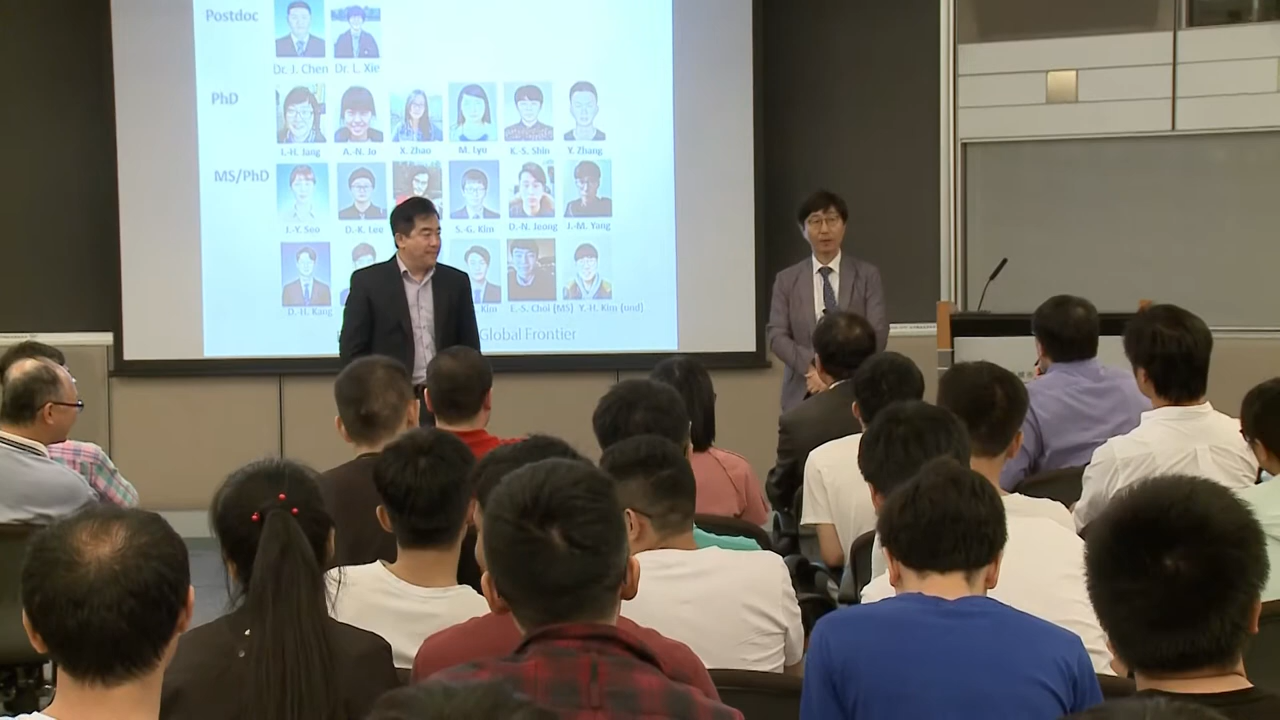 Postdoc
Dr. J. Chen Dr. L. Xie
PhD
I.-H. Jang A.-N. Ju X. Zhao M. Lyu K.-S. Shin Y. Zhang
MS/PhD
J.-Y. Seo D.-K. Lee S.-G. Kim D.-N. Jeong J.-M. Yang
D.-H. Kang Kim E.-S. Choi (MS) Y.-H. Kim (und)
Global Frontier